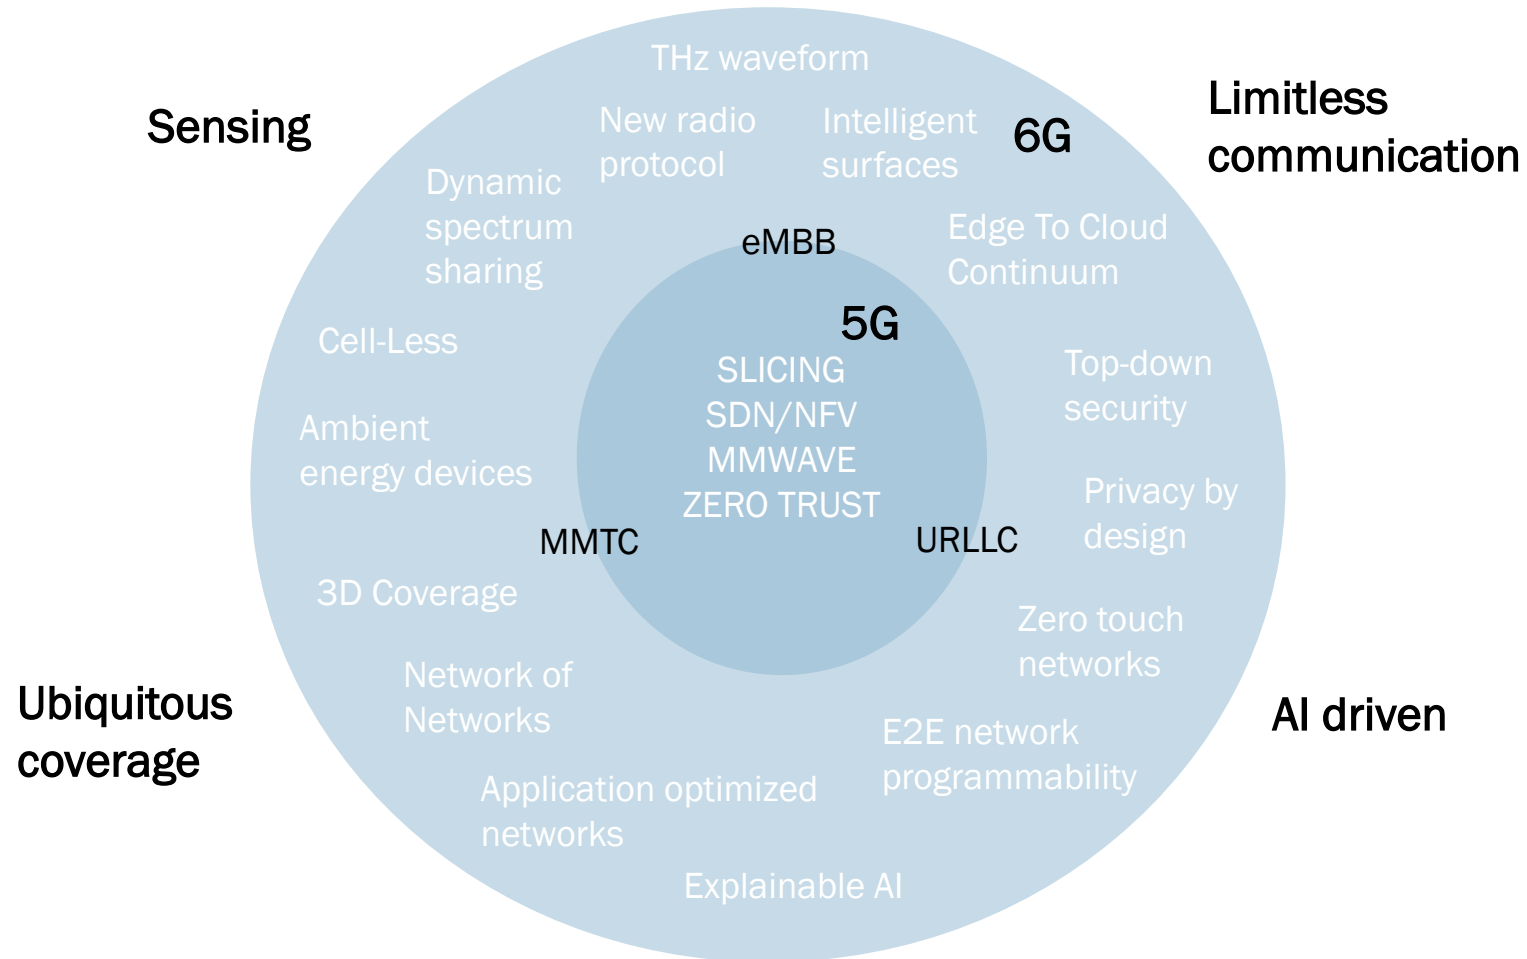 THz waveform
Sensing
Limitless
communication
New radio
protocol
Intelligent
surfaces
6G
Dynamic
spectrum
sharing
eMBB
Edge To Cloud
Continuum
5G
Cell-Less
SLICING
SDN/NFV
MMWAVE
ZERO TRUST
Top-down
security
Ambient
energy devices
Privacy by
design
MMTC
URLLC
3D Coverage
Zero touch
networks
Network of
Networks
Ubiquitous
coverage
AI driven
E2E network
programmability
Application optimized
networks
Explainable AI